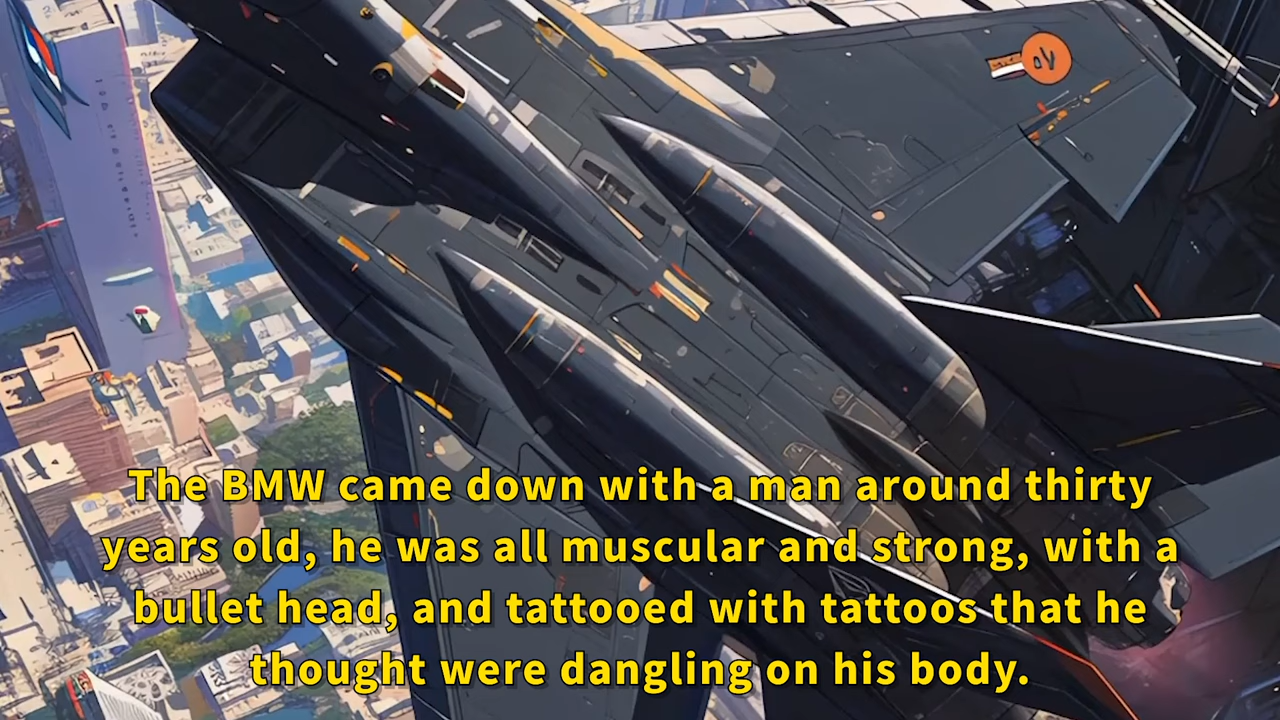 The BMW came down with a man around thirty
years old, he was all muscular and strong, with a
bullet head, and tattooed with tattoos that he
thought were dangling on his body.